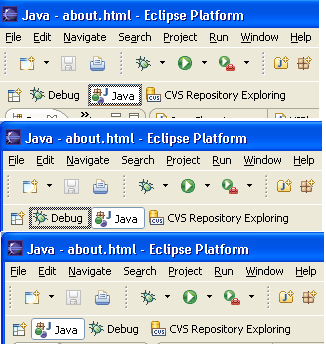 Java - about.html - Eclipse Platform
File Edit Navigate Search Project Run Window Help
Debug Java CVS Repository Exploring
Java - about.html - Eclipse Platform
File Edit Navigate Search Project Run Window Help
Debug Java CVS Repository Exploring
Java - about.html - Eclipse Platform
File Edit Navigate Search Project Run Window Help
Java Debug CVS Repository Exploring